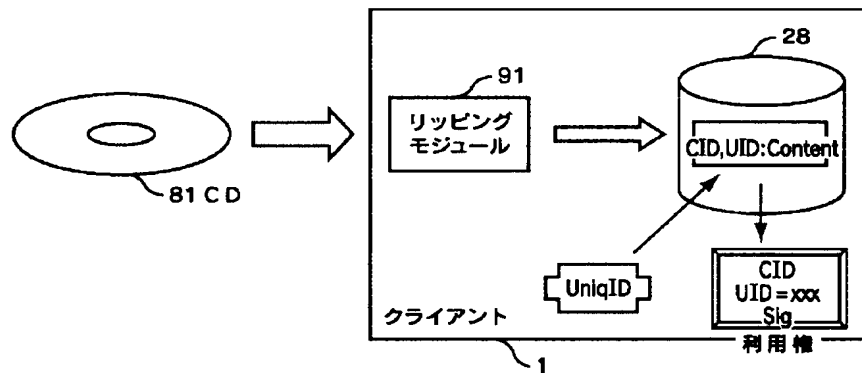 28
91
リッピング
モジュール
CID,UID:Content
81 CD
UniqID
CID
UID=xxx
Sig
クライアント
利用権
1